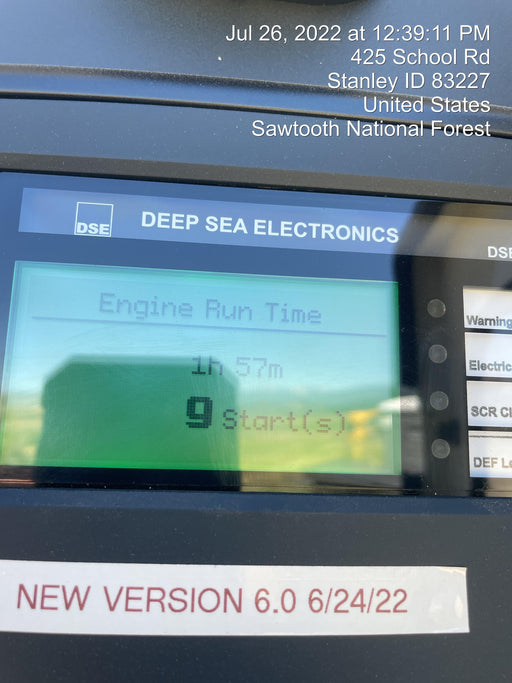 Jul 26, 2022 at 12:39:11 PM
425 School Rd
Stanley ID 83227
United States
Sawtooth National Forest
DSE
DEEP SEA ELECTRONICS
DSE
Engine Run Time
1h 57m
9 Start(s)
Warning
Electric
SCR Cl
DEF Le
NEW VERSION 6.0 6/24/22